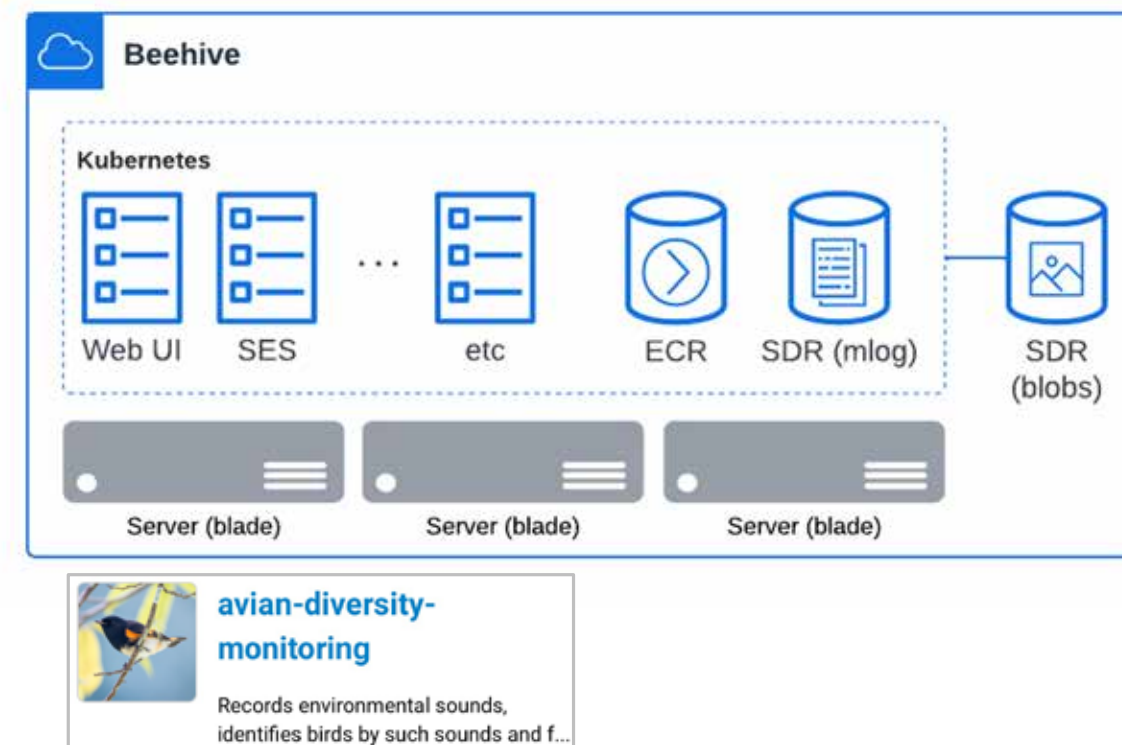 Beehive
Kubernetes
Web UI
SES
...
etc
ECR
SDR (mlog)
SDR
(blobs)
Server (blade)
Server (blade)
Server (blade)
avian-diversity-
monitoring
Records environmental sounds,
identifies birds by such sounds and f...